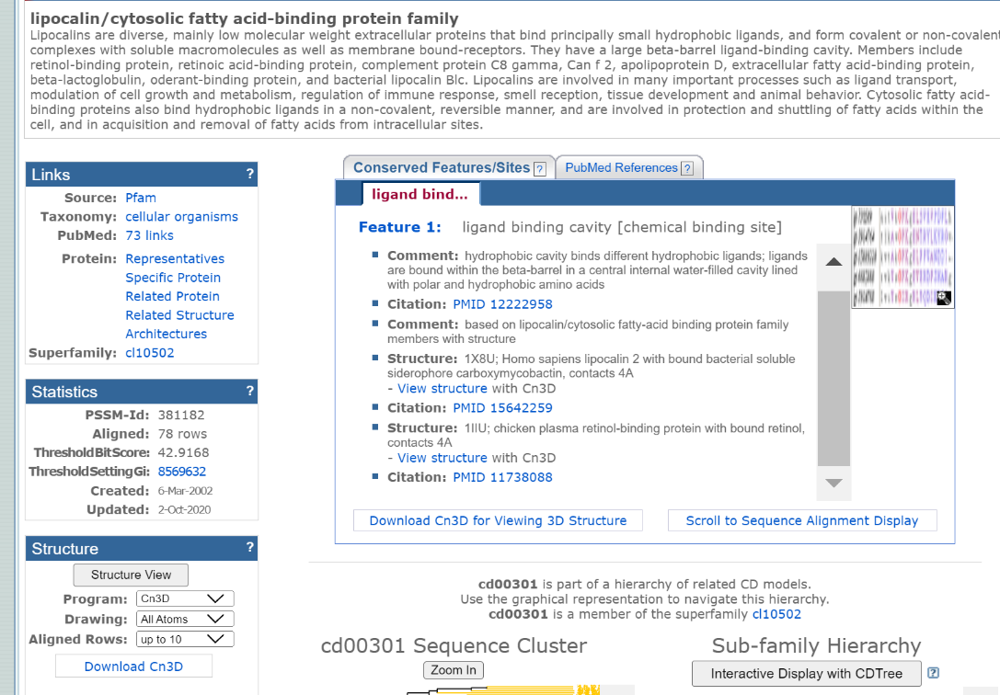 lipocalin/cytosolic fatty acid-binding protein family
Lipocalins are diverse, mainly low molecular weight extracellular proteins that bind principally small hydrophobic ligands, and form covalent or non-covalent
complexes with soluble macromolecules as well as membrane bound-receptors. They have a large beta-barrel ligand-binding cavity. Members include
retinol-binding protein, retinoic acid-binding protein, complement protein C8 gamma, Can f 2, apolipoprotein D, extracellular fatty acid-binding protein,
beta-lactoglobulin, oderant-binding protein, and bacterial lipocalin Blc. Lipocalins are involved in many important processes such as ligand transport,
modulation of cell growth and metabolism, regulation of immune response, smell reception, tissue development and animal behavior. Cytosolic fatty acid-
binding proteins also bind hydrophobic ligands in a non-covalent, reversible manner, and are involved in protection and shuttling of fatty acids within the
cell, and in acquisition and removal of fatty acids from intracellular sites.
Links ?
Source: Pfam
Taxonomy: cellular organisms
PubMed: 73 links
Protein: Representatives
Specific Protein
Related Protein
Related Structure
Architectures
Superfamily: cl10502
Statistics ?
PSSM-Id: 381182
Aligned: 78 rows
ThresholdBitScore: 42.9168
ThresholdSettingGi: 8569632
Created: 6-Mar-2002
Updated: 2-Oct-2020
Structure ?
Structure View
Program: Cn3D
Drawing: All Atoms
Aligned Rows: up to 10
Download Cn3D
Conserved Features/Sites ?
PubMed References ?
ligand bind...
Feature 1: ligand binding cavity [chemical binding site]
Comment: hydrophobic cavity binds different hydrophobic ligands; ligands
are bound within the beta-barrel in a central internal water-filled cavity lined
with polar and hydrophobic amino acids
Citation: PMID 12222958
Comment: based on lipocalin/cytosolic fatty-acid binding protein family
members with structure
Structure: 1X8U; Homo sapiens lipocalin 2 with bound bacterial soluble
siderophore carboxymycobactin, contacts 4A
- View structure with Cn3D
Citation: PMID 15642259
Structure: 1IIU; chicken plasma retinol-binding protein with bound retinol,
contacts 4A
- View structure with Cn3D
Citation: PMID 11738088
Download Cn3D for Viewing 3D Structure
Scroll to Sequence Alignment Display
cd00301 is part of a hierarchy of related CD models.
Use the graphical representation to navigate this hierarchy.
cd00301 is a member of the superfamily cl10502
cd00301 Sequence Cluster
Zoom In
Sub-family Hierarchy
Interactive Display with CDTree ?